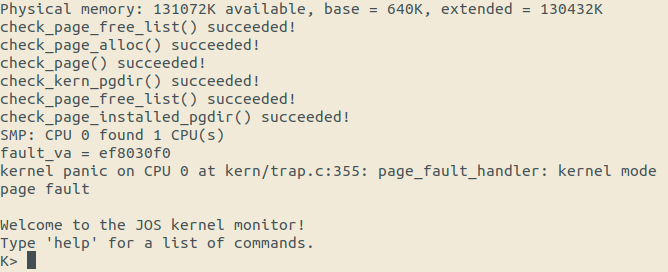 Physical memory: 131072K available, base = 640K, extended = 130432K
check_page_free_list() succeeded!
check_page_alloc() succeeded!
check_page() succeeded!
check_kern_pgdir() succeeded!
check_page_free_list() succeeded!
check_page_installed_pgdir() succeeded!
SMP: CPU 0 found 1 CPU(s)
fault_va = ef8030f0
kernel panic on CPU 0 at kern/trap.c:355: page_fault_handler: kernel mode
page fault
Welcome to the JOS kernel monitor!
Type 'help' for a list of commands.
K>